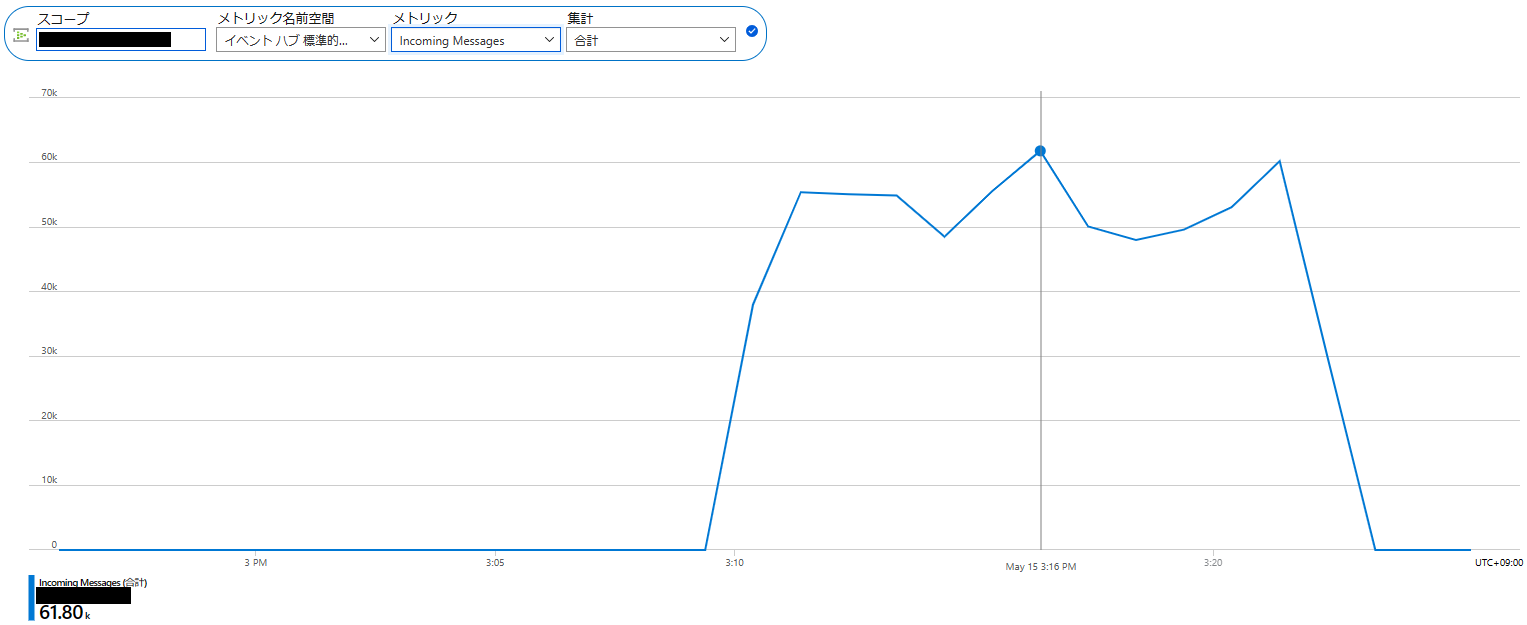 スコープ メトリック名前空間 メトリック 集計
イベント ハブ 標準的... Incoming Messages 合計
70k
60k
50k
40k
30k
20k
10k
0
3 PM 3:05 3:10 May 15 3:16 PM 3:20 UTC+09:00
Incoming Messages (合計)
61.80 k